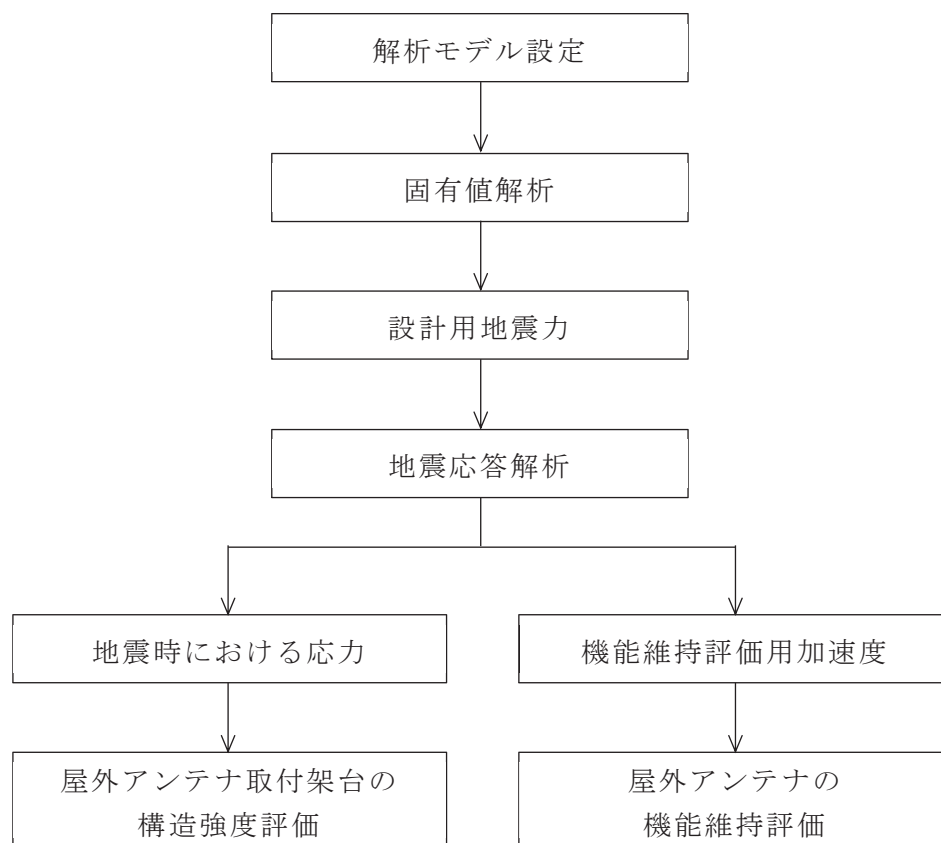 解析モデル設定
固有値解析
設計用地震力
地震応答解析
地震時における応力
機能維持評価用加速度
屋外アンテナ取付架台の
構造強度評価
屋外アンテナの
機能維持評価